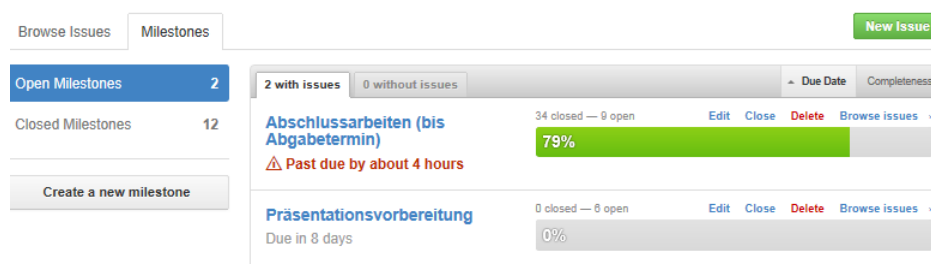 Browse Issues
Milestones
New Issue
Open Milestones 2
Closed Milestones 12
Create a new milestone
2 with issues
0 without issues
Due Date
Completeness
Abschlussarbeiten (bis
Abgabetermin)
Past due by about 4 hours
34 closed — 9 open
Edit Close Delete Browse issues
79%
Präsentationsvorbereitung
Due in 8 days
0 closed — 6 open
Edit Close Delete Browse issues
0%